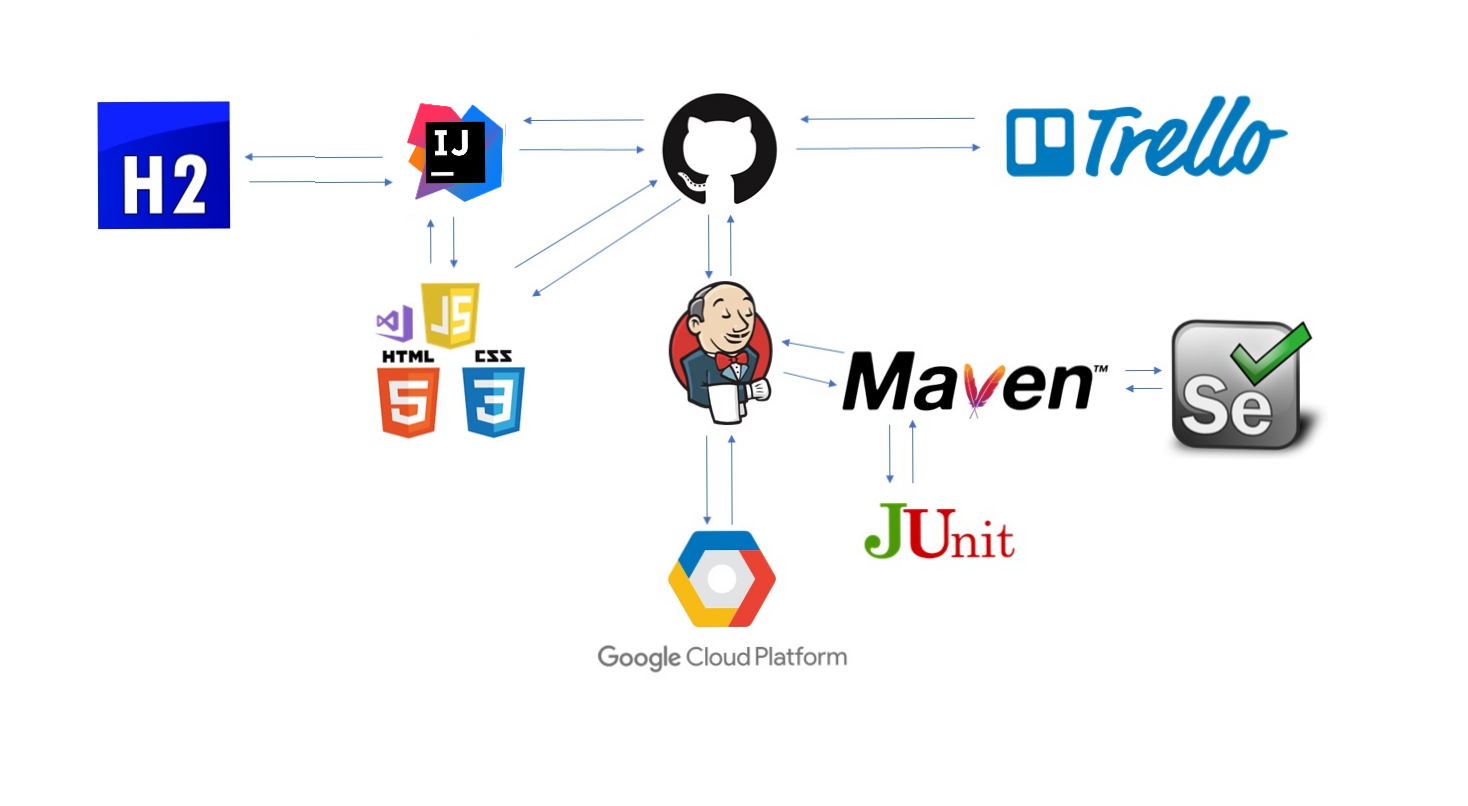 H2
IJ
Trello
JS
HTML
CSS
5
3
Maven™
Se
JUnit
Google Cloud Platform